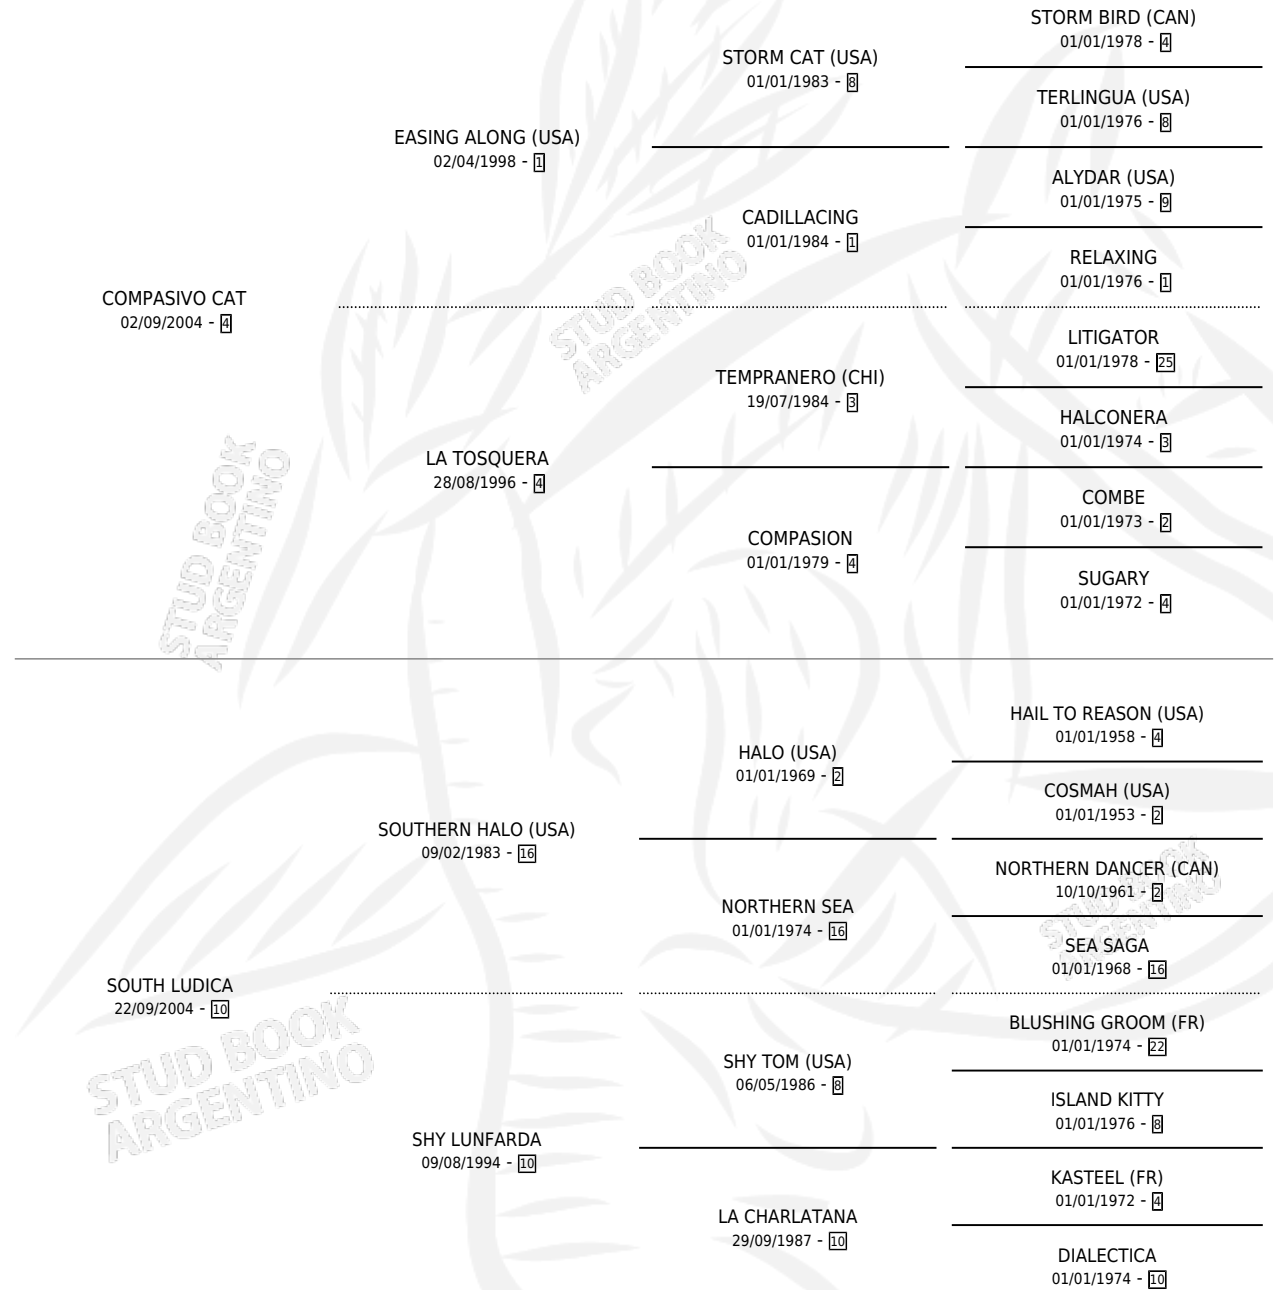 STORM BIRD (CAN)
01/01/1978 - 4
STORM CAT (USA)
01/01/1983 - 8
TERLINGUA (USA)
01/01/1976 - 8
EASING ALONG (USA)
02/04/1998 - 1
ALYDAR (USA)
01/01/1975 - 9
CADILLACING
01/01/1984 - 1
RELAXING
01/01/1976 - 1
COMPASIVO CAT
02/09/2004 - 4
LITIGATOR
01/01/1978 - 25
TEMPRANERO (CHI)
19/07/1984 - 3
HALCONERA
01/01/1974 - 3
LA TOSQUERA
28/08/1996 - 4
COMBE
01/01/1973 - 2
COMPASION
01/01/1979 - 4
SUGARY
01/01/1972 - 4
STUD BOOK
ARGENTINO
STUD BOOK
ARGENTINO
HAIL TO REASON (USA)
01/01/1958 - 4
HALO (USA)
01/01/1969 - 2
COSMAH (USA)
01/01/1953 - 2
SOUTHERN HALO (USA)
09/02/1983 - 16
NORTHERN DANCER (CAN)
10/10/1961 - 2
NORTHERN SEA
01/01/1974 - 16
SEA SAGA
01/01/1968 - 16
STUD BOOK
ARGENTINO
SOUTH LUDICA
22/09/2004 - 10
BLUSHING GROOM (FR)
01/01/1974 - 22
SHY TOM (USA)
06/05/1986 - 8
ISLAND KITTY
01/01/1976 - 8
SHY LUNFARDA
09/08/1994 - 10
KASTEEL (FR)
01/01/1972 - 4
LA CHARLATANA
29/09/1987 - 10
DIALECTICA
01/01/1974 - 10
STUD BOOK
ARGENTINO